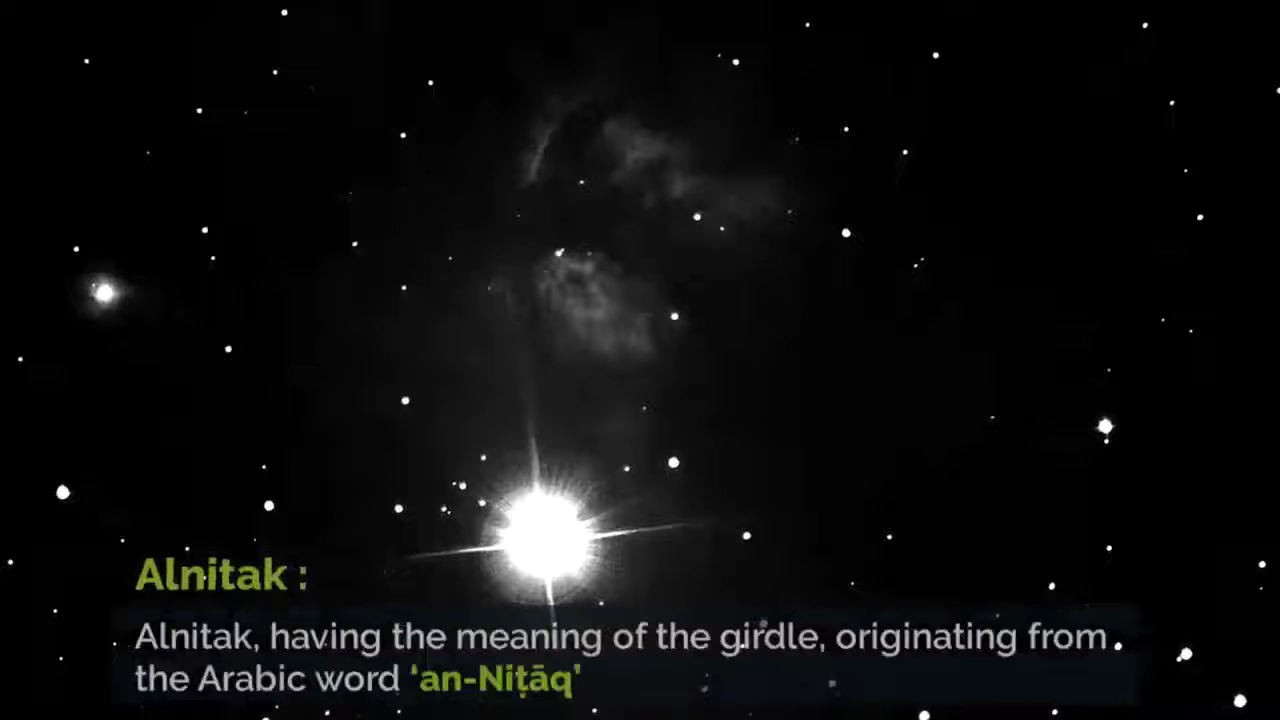 Alnitak :
Alnitak, having the meaning of the girdle, originating from
the Arabic word ‘an-Niṭāq’